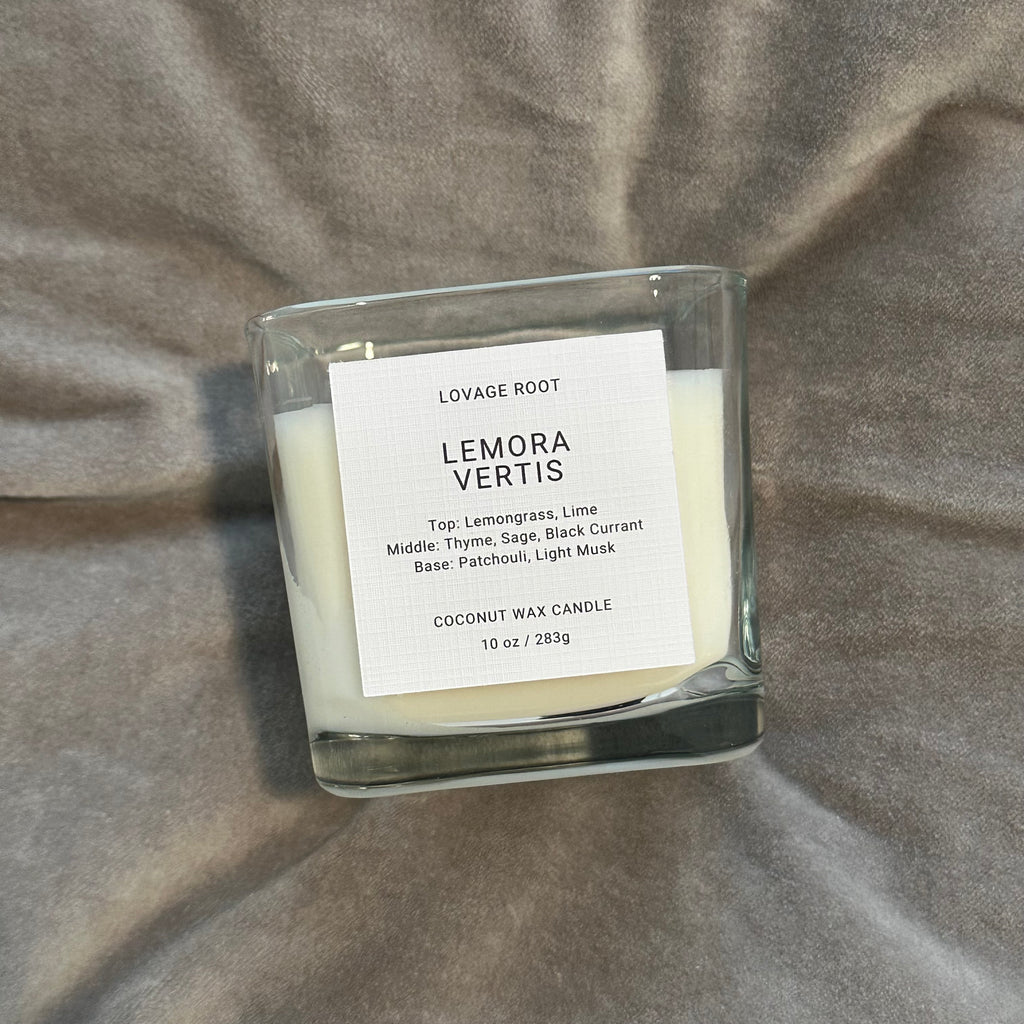 LOVAGE ROOT
LEMORA
VERTIS
Top: Lemongrass, Lime
Middle: Thyme, Sage, Black Currant
Base: Patchouli, Light Musk
COCONUT WAX CANDLE
10 oz / 283g